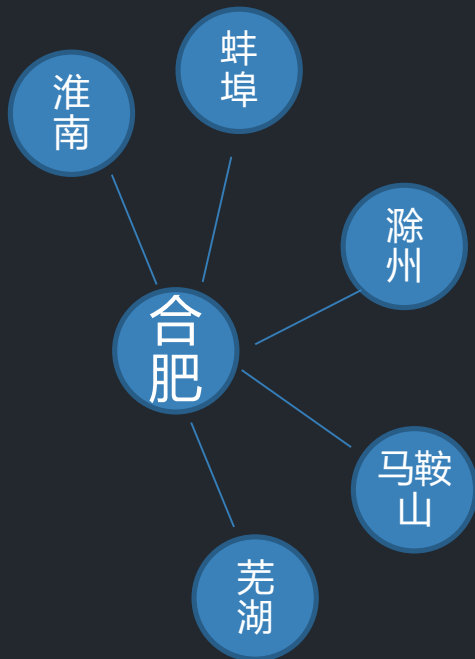 蚌
埠
淮
南
滁
州
合
肥
马鞍
山
芜
湖